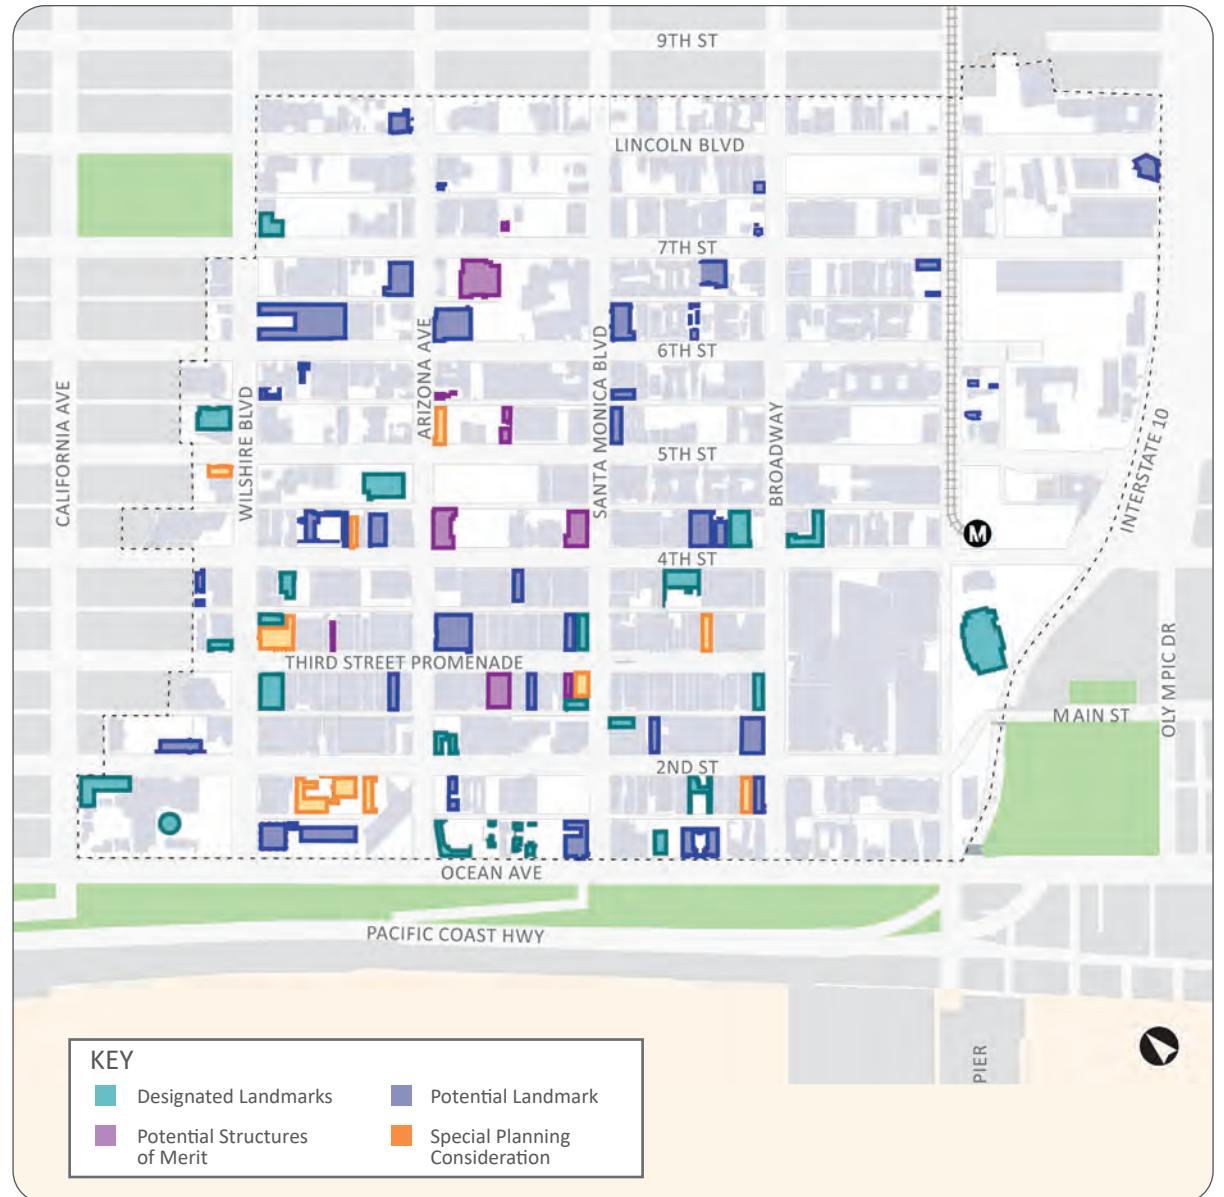 9TH ST
LINCOLN BLVD
7TH ST
6TH ST
5TH ST
4TH ST
THIRD STREET PROMENADE
MAIN ST
2ND ST
OCEAN AVE
PACIFIC COAST HWY
CALIFORNIA AVE
WILSHIRE BLVD
ARIZONA AVE
SANTA MONICA BLVD
BROADWAY
INTERSTATE 10
OLYMPIC DR
M
PIER
KEY
Designated Landmarks
Potential Landmark
Potential Structures
of Merit
Special Planning
Consideration